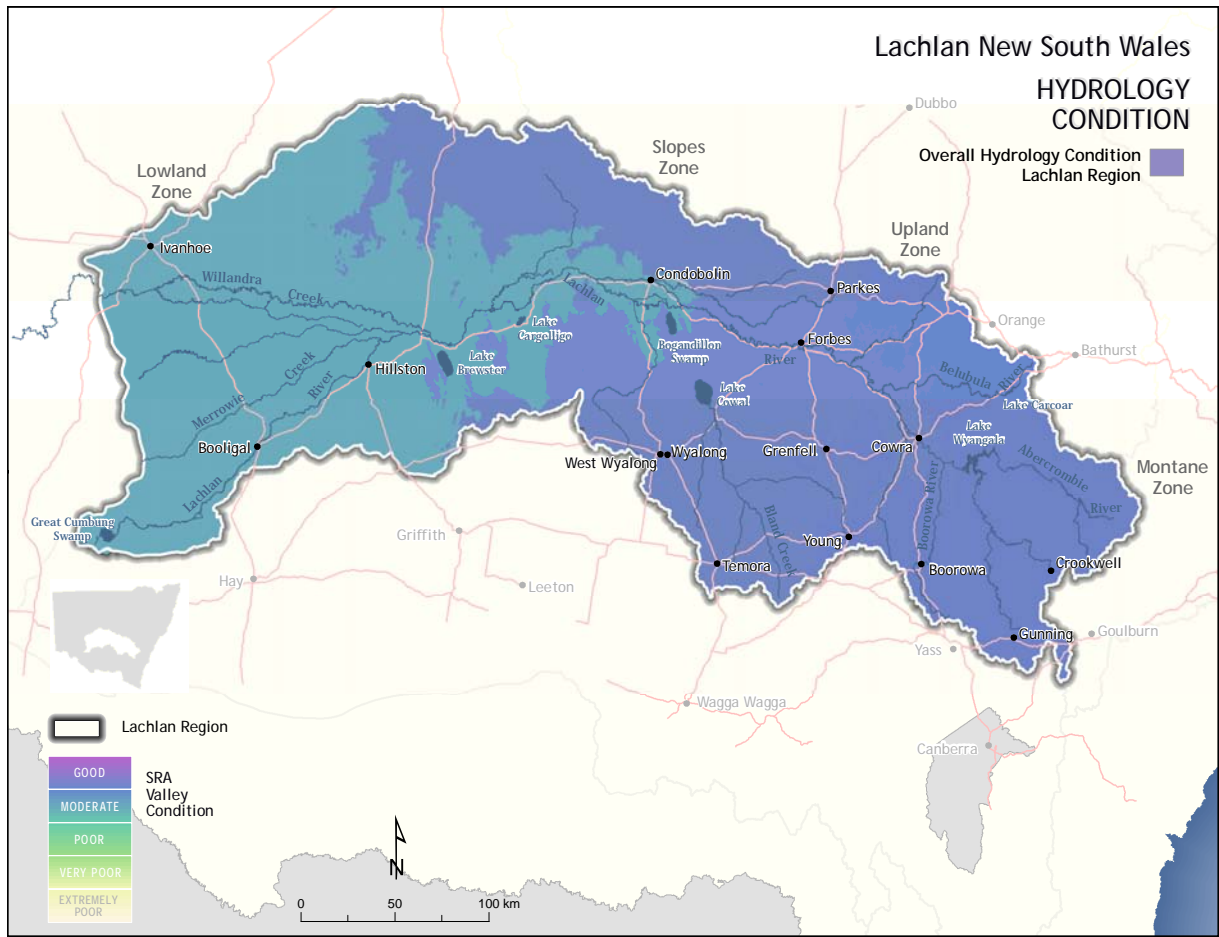 Lachlan New South Wales
HYDROLOGY
CONDITION
Overall Hydrology Condition
Lachlan Region
Dubbo
Slopes
Zone
Lowland
Zone
Upland
Zone
Ivanhoe
Willandra
Creek
Condobolin
Lachlan
Parkes
Orange
Lake
Cargelligo
Bogandillon
Swamp
River
Forbes
Bathurst
Hillston
Lake
Brewster
Belubula
River
Creek
River
Merrowie
Lake
Cowal
Lake Carcoar
Lake
Wyangala
Booligal
West Wyalong
Wyalong
Grenfell
Cowra
Abercrombie
River
Montane
Zone
Lachlan
Great Cumbung
Swamp
Griffith
Bland Creek
Boorowa River
Young
Hay
Leeton
Temora
Boorowa
Crookwell
Gunning
Goulburn
Yass
Wagga Wagga
Canberra
Lachlan Region
GOOD
MODERATE
POOR
VERY POOR
EXTREMELY
POOR
SRA
Valley
Condition
N
0 50 100 km